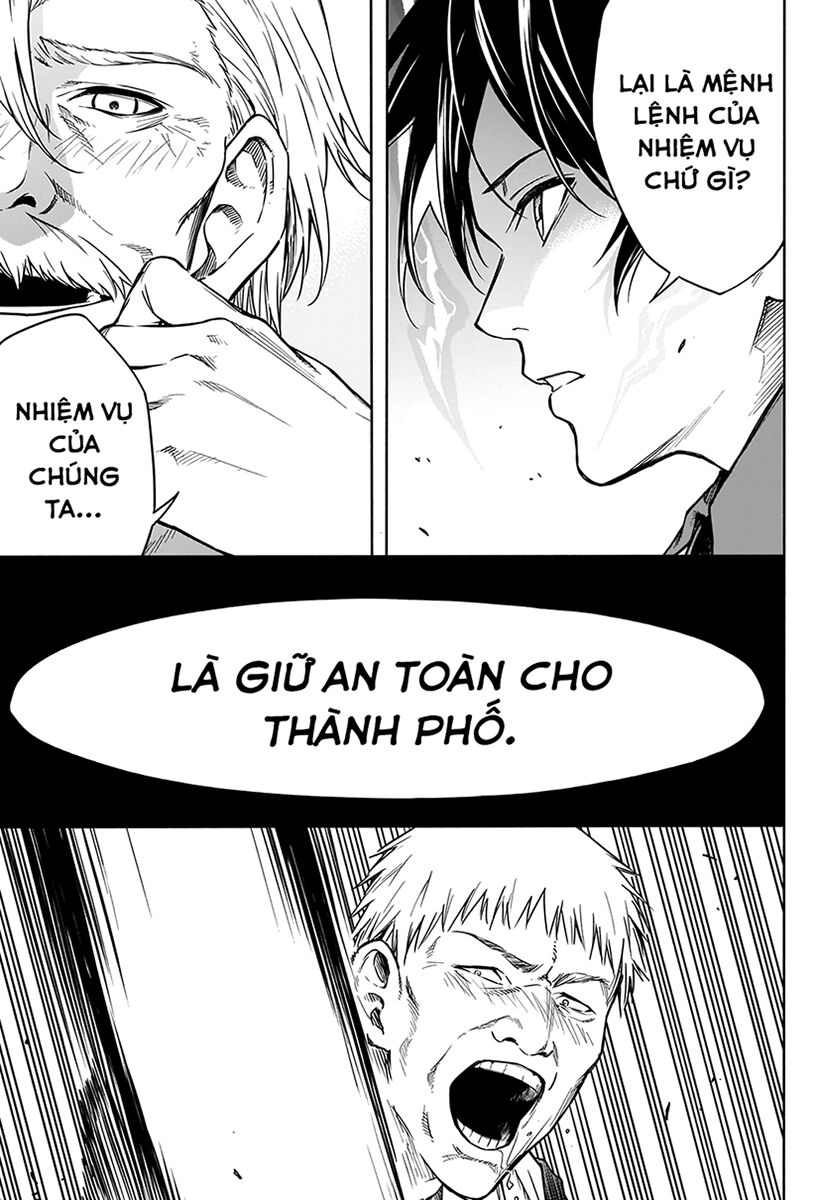 LẠI LÀ MỆNH
LỆNH CỦA
NHIỆM VỤ
CHỨ GÌ?
NHIỆM VỤ
CỦA
CHÚNG
TA...
LÀ GIỮ AN TOÀN CHO
THÀNH PHỐ.